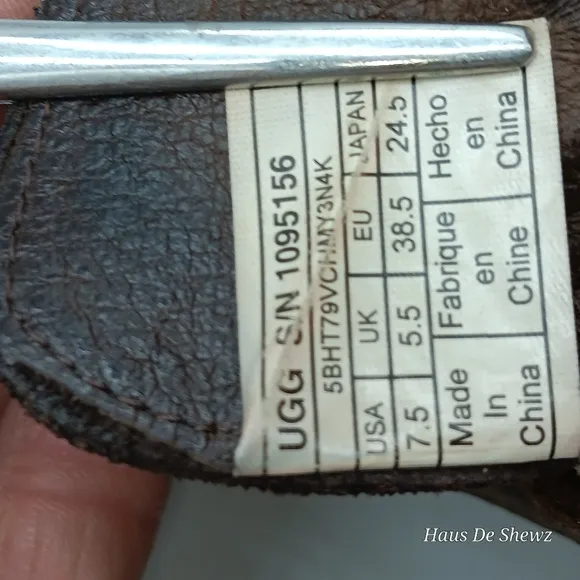 UGG S/N 1095156
5BHT79VCHMY3N4K
USA UK EU JAPAN
7.5 5.5 38.5 24.5
Made Fabrique Hecho
In en en
China Chine China
Haus De Shewz